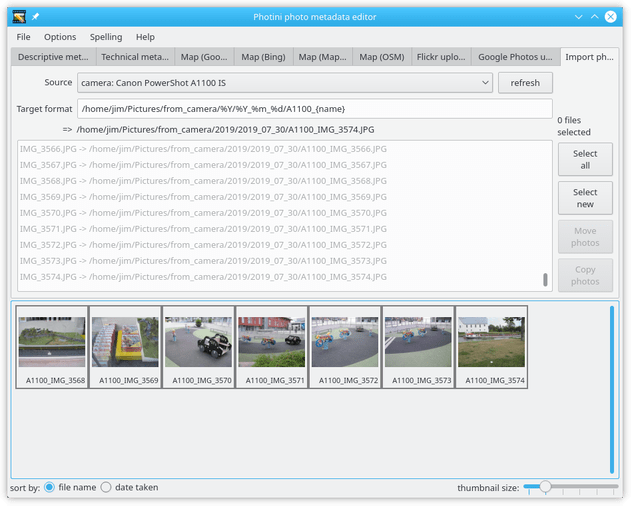 Photini photo metadata editor
File Options Spelling Help
Descriptive met... Technical meta... Map (Goo... Map (Bing) Map (Map... Map (OSM) Flickr uplo... Google Photos u... Import ph...
Source camera: Canon PowerShot A1100 IS refresh
Target format /home/jim/Pictures/from_camera/%Y/%Y_%m_%d/A1100_{name}
=> /home/jim/Pictures/from_camera/2019/2019_07_30/A1100_IMG_3574.JPG
0 files
selected
IMG_3566.JPG -> /home/jim/Pictures/from_camera/2019/2019_07_30/A1100_IMG_3566.JPG
IMG_3567.JPG -> /home/jim/Pictures/from_camera/2019/2019_07_30/A1100_IMG_3567.JPG
IMG_3568.JPG -> /home/jim/Pictures/from_camera/2019/2019_07_30/A1100_IMG_3568.JPG
IMG_3569.JPG -> /home/jim/Pictures/from_camera/2019/2019_07_30/A1100_IMG_3569.JPG
IMG_3570.JPG -> /home/jim/Pictures/from_camera/2019/2019_07_30/A1100_IMG_3570.JPG
IMG_3571.JPG -> /home/jim/Pictures/from_camera/2019/2019_07_30/A1100_IMG_3571.JPG
IMG_3572.JPG -> /home/jim/Pictures/from_camera/2019/2019_07_30/A1100_IMG_3572.JPG
IMG_3573.JPG -> /home/jim/Pictures/from_camera/2019/2019_07_30/A1100_IMG_3573.JPG
IMG_3574.JPG -> /home/jim/Pictures/from_camera/2019/2019_07_30/A1100_IMG_3574.JPG
Select
all
Select
new
Move
photos
Copy
photos
A1100_IMG_3568 A1100_IMG_3569 A1100_IMG_3570 A1100_IMG_3571 A1100_IMG_3572 A1100_IMG_3573 A1100_IMG_3574
sort by: file name date taken thumbnail size: